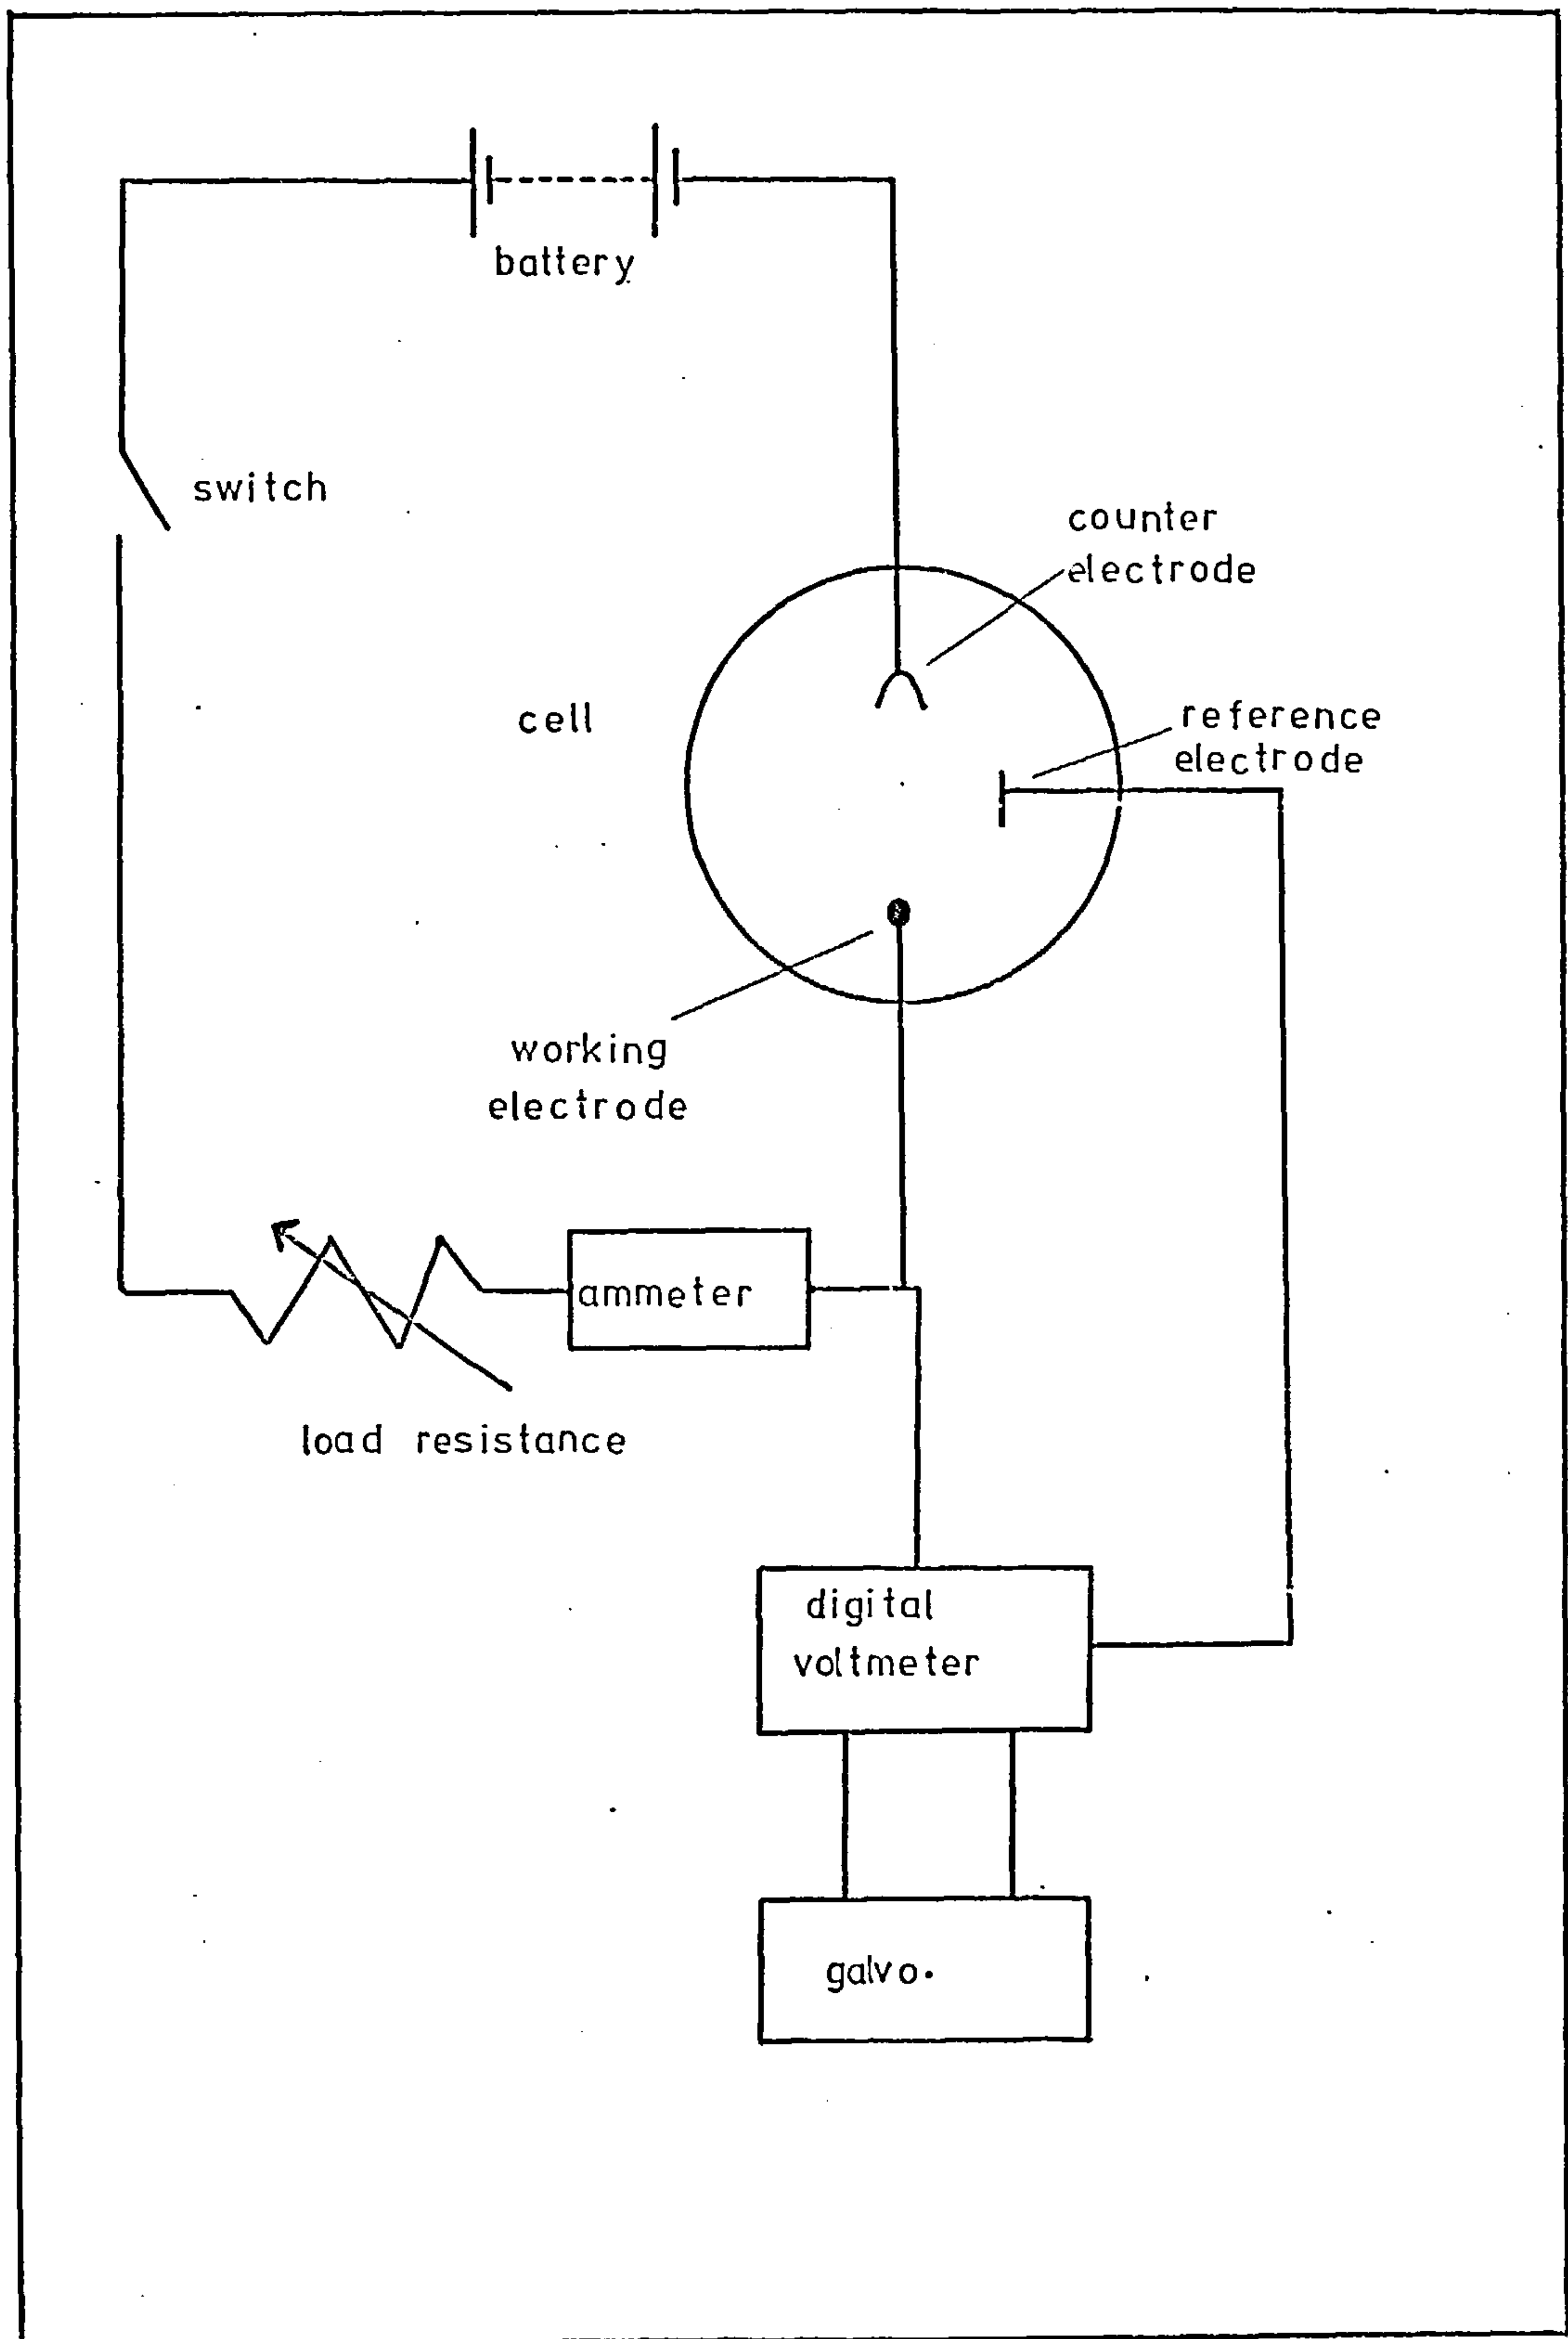 battery
switch
counter
electrode
cell
reference
electrode
working
electrode
ammeter
load resistance
digital
voltmeter
galvo.